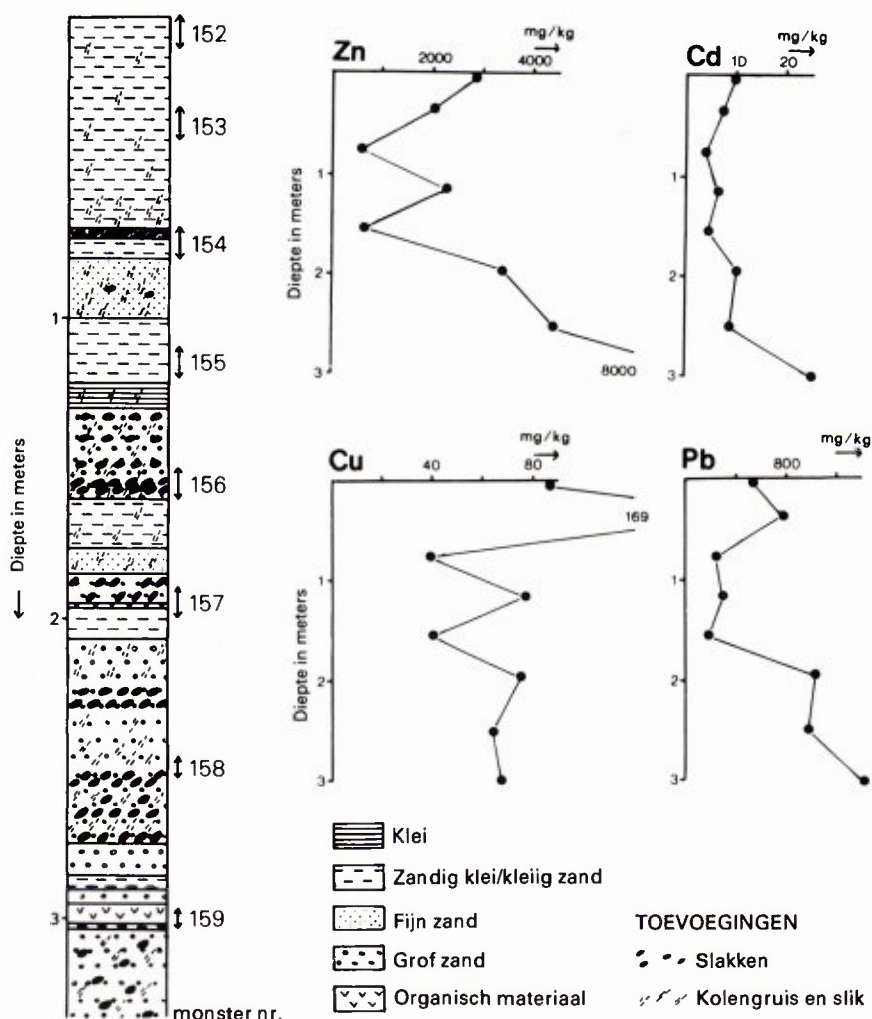 152
153
154
1
155
156
157
2
158
3
159
monster nr.
Diepte in meters
Zn
mg/kg
2000 4000
1
2
3
8000
Diepte in meters
Cd
mg/kg
1D 20
1
2
3
Cu
mg/kg
40 80
169
1
2
3
Diepte in meters
Pb
mg/kg
800
1
2
3
Klei
Zandig klei/kleiig zand
Fijn zand
Grof zand
Organisch materiaal
TOEVOEGINGEN
Slakken
Kolengruis en slik